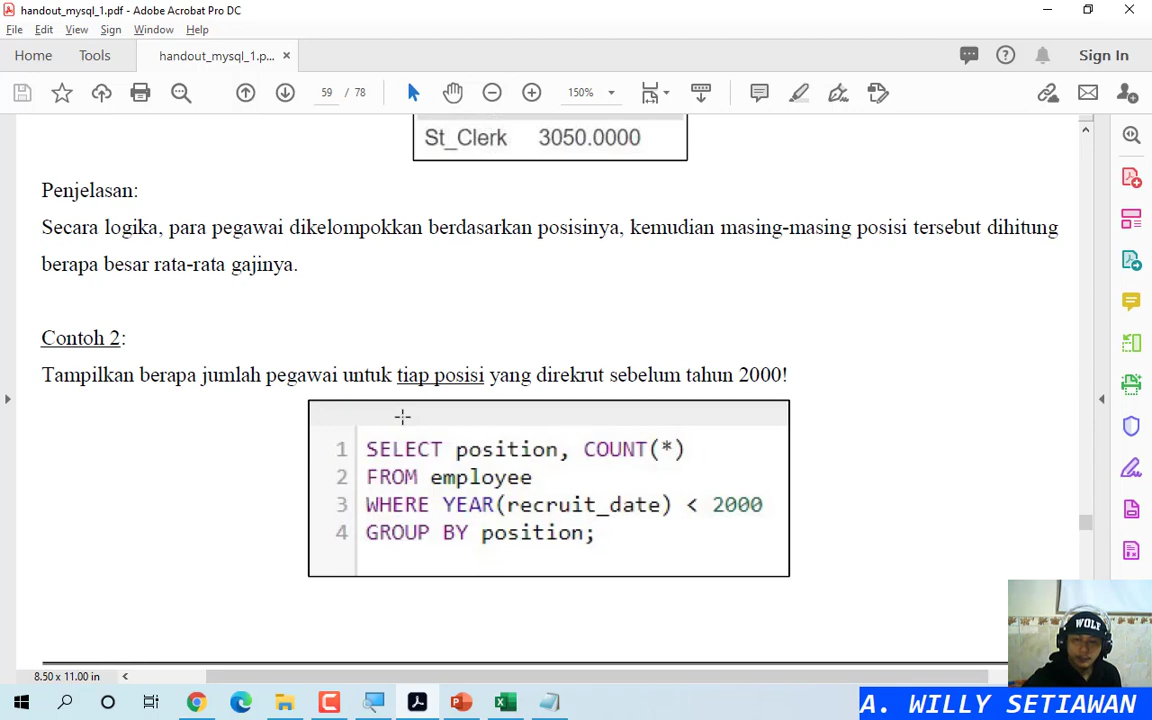 handout_mysql_1.pdf - Adobe Acrobat Pro DC
File Edit View Sign Window Help
Home Tools handout_mysql_1.p... × Sign In
59 / 78 150%
St_Clerk 3050.0000
Penjelasan:
Secara logika, para pegawai dikelompokkan berdasarkan posisinya, kemudian masing-masing posisi tersebut dihitung
berapa besar rata-rata gajinya.
Contoh 2:
Tampilkan berapa jumlah pegawai untuk tiap posisi yang direkrut sebelum tahun 2000!
1 SELECT position, COUNT(*)
2 FROM employee
3 WHERE YEAR(recruit_date) < 2000
4 GROUP BY position;
WOLF
8.50 x 11.00 in
A. WILLY SETIAWAN